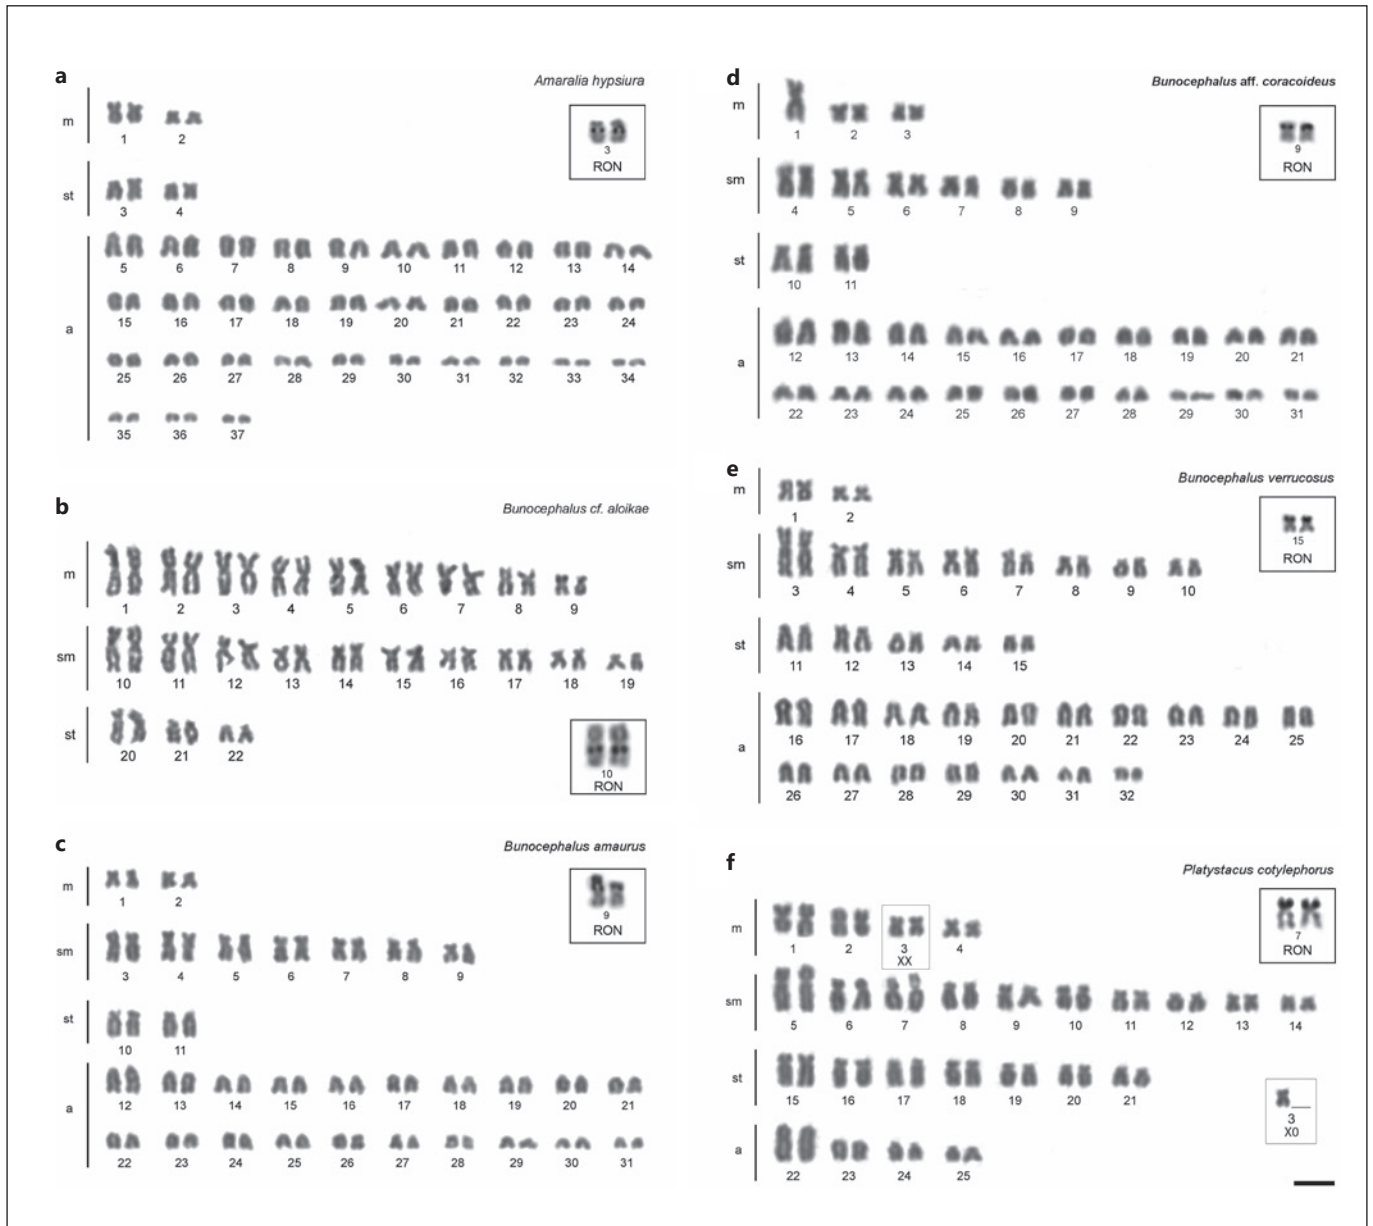 a
Amaralia hypsiura
m
1 2
3
RON
st
3 4
5 6 7 8 9 10 11 12 13 14
a
15 16 17 18 19 20 21 22 23 24
25 26 27 28 29 30 31 32 33 34
35 36 37
b
Bunocephalus cf. aloikae
m
1 2 3 4 5 6 7 8 9
sm
10 11 12 13 14 15 16 17 18 19
st
20 21 22
10
RON
c
Bunocephalus amaurus
m
1 2
9
RON
sm
3 4 5 6 7 8 9
st
10 11
a
12 13 14 15 16 17 18 19 20 21
22 23 24 25 26 27 28 29 30 31
d
Bunocephalus aff. coracoideus
m
1 2 3
9
RON
sm
4 5 6 7 8 9
st
10 11
a
12 13 14 15 16 17 18 19 20 21
22 23 24 25 26 27 28 29 30 31
e
Bunocephalus verrucosus
m
1 2
15
RON
sm
3 4 5 6 7 8 9 10
st
11 12 13 14 15
a
16 17 18 19 20 21 22 23 24 25
26 27 28 29 30 31 32
f
Platystacus cotylephorus
m
1 2 3 4
XX
7
RON
sm
5 6 7 8 9 10 11 12 13 14
st
15 16 17 18 19 20 21
3
X0
a
22 23 24 25